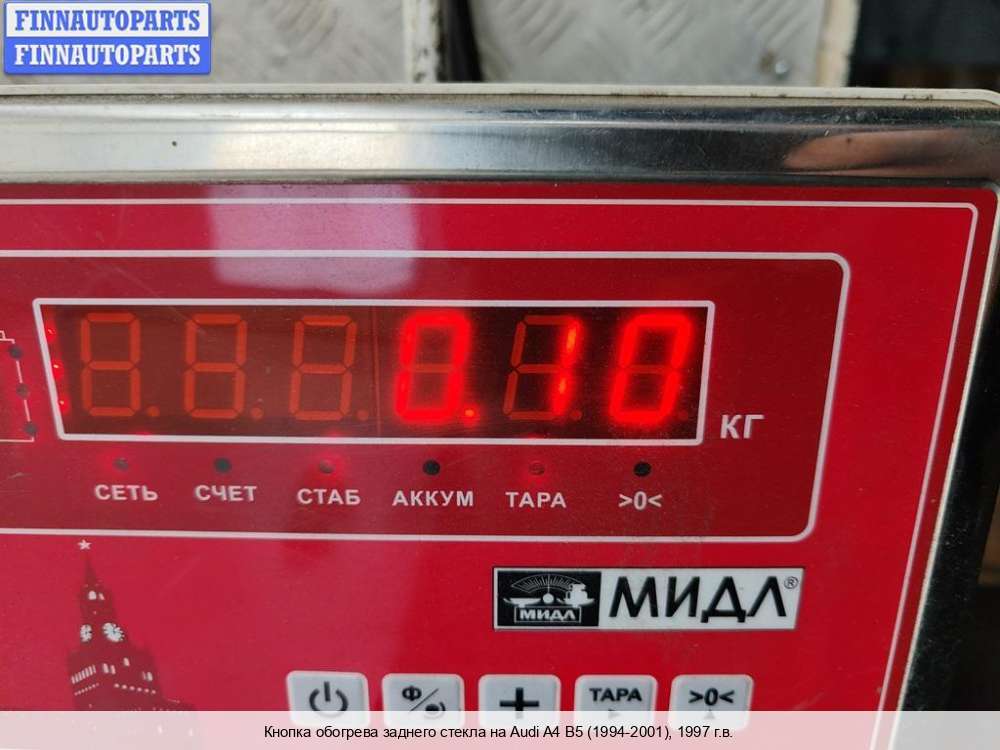 FINNAUTOPARTS
FINNAUTOPARTS
0.10
КГ
СЕТЬ СЧЕТ СТАБ АККУМ ТАРА >0<
МИДЛ МИДЛ®
Ф ТАРА >0<
Кнопка обогрева заднего стекла на Audi A4 B5 (1994-2001), 1997 г.в.